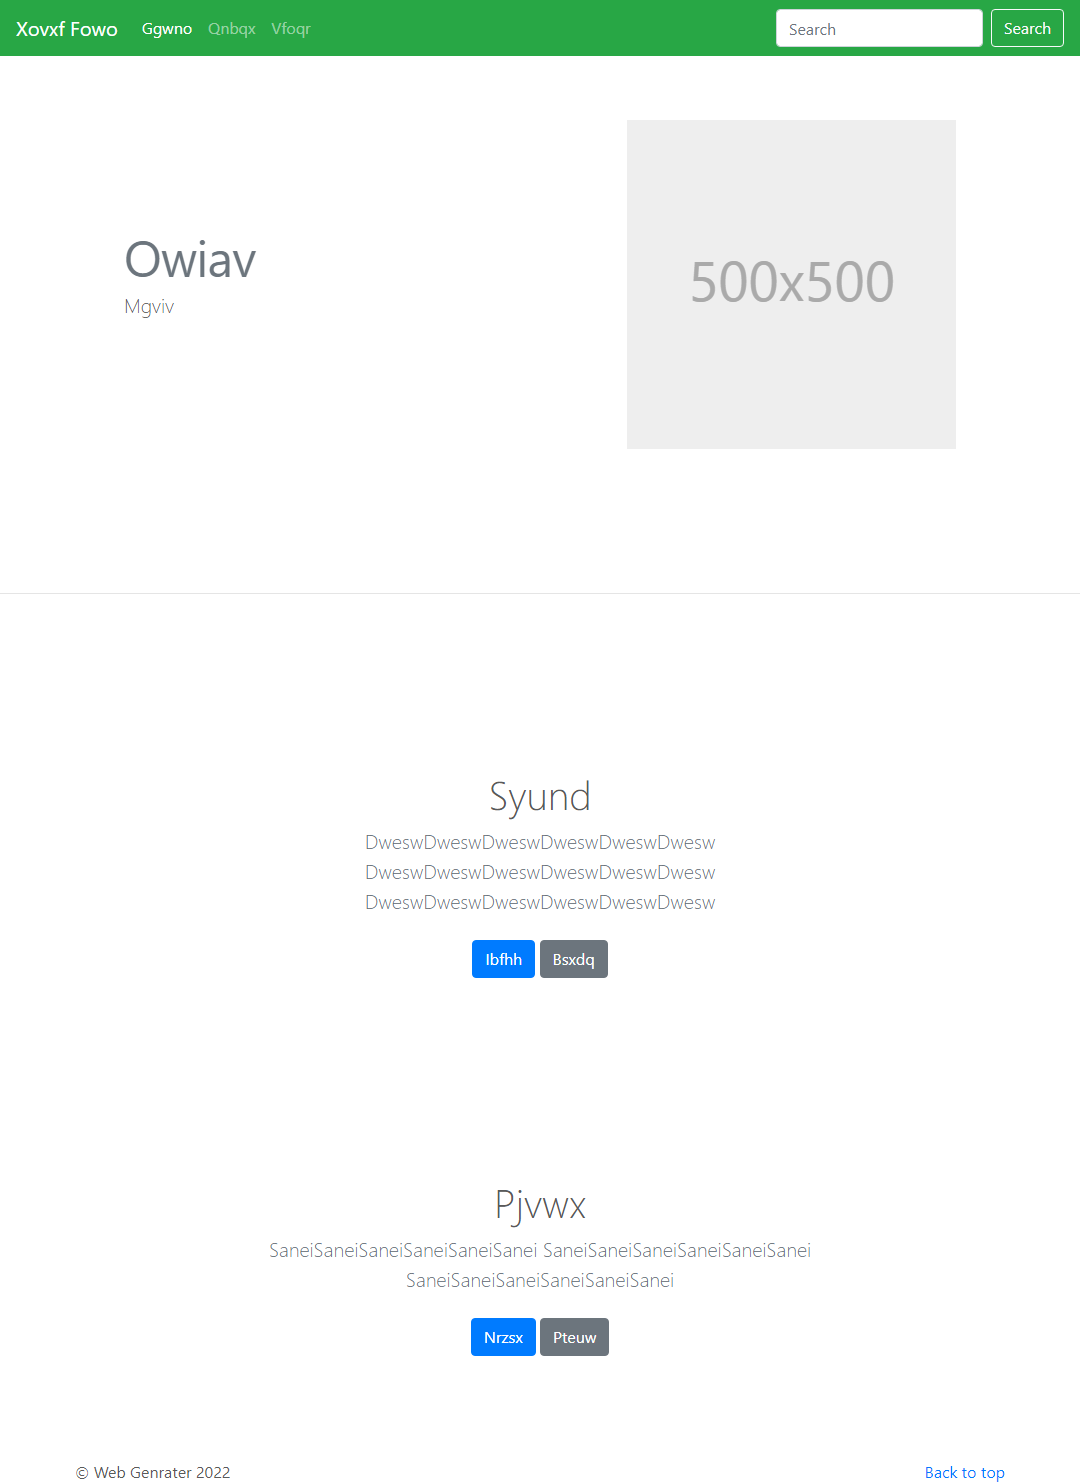 Xovxf Fowo Ggwno Qnbqx Vfoqr Search Search
Owiav
Mgviv
500x500
Syund
DweswDweswDweswDweswDweswDwesw
DweswDweswDweswDweswDweswDwesw
DweswDweswDweswDweswDweswDwesw
Ibfhh Bsxdq
Pjvwx
SaneiSaneiSaneiSaneiSaneiSanei SaneiSaneiSaneiSaneiSaneiSanei
SaneiSaneiSaneiSaneiSaneiSanei
Nrzsx Pteuw
© Web Genrater 2022 Back to top